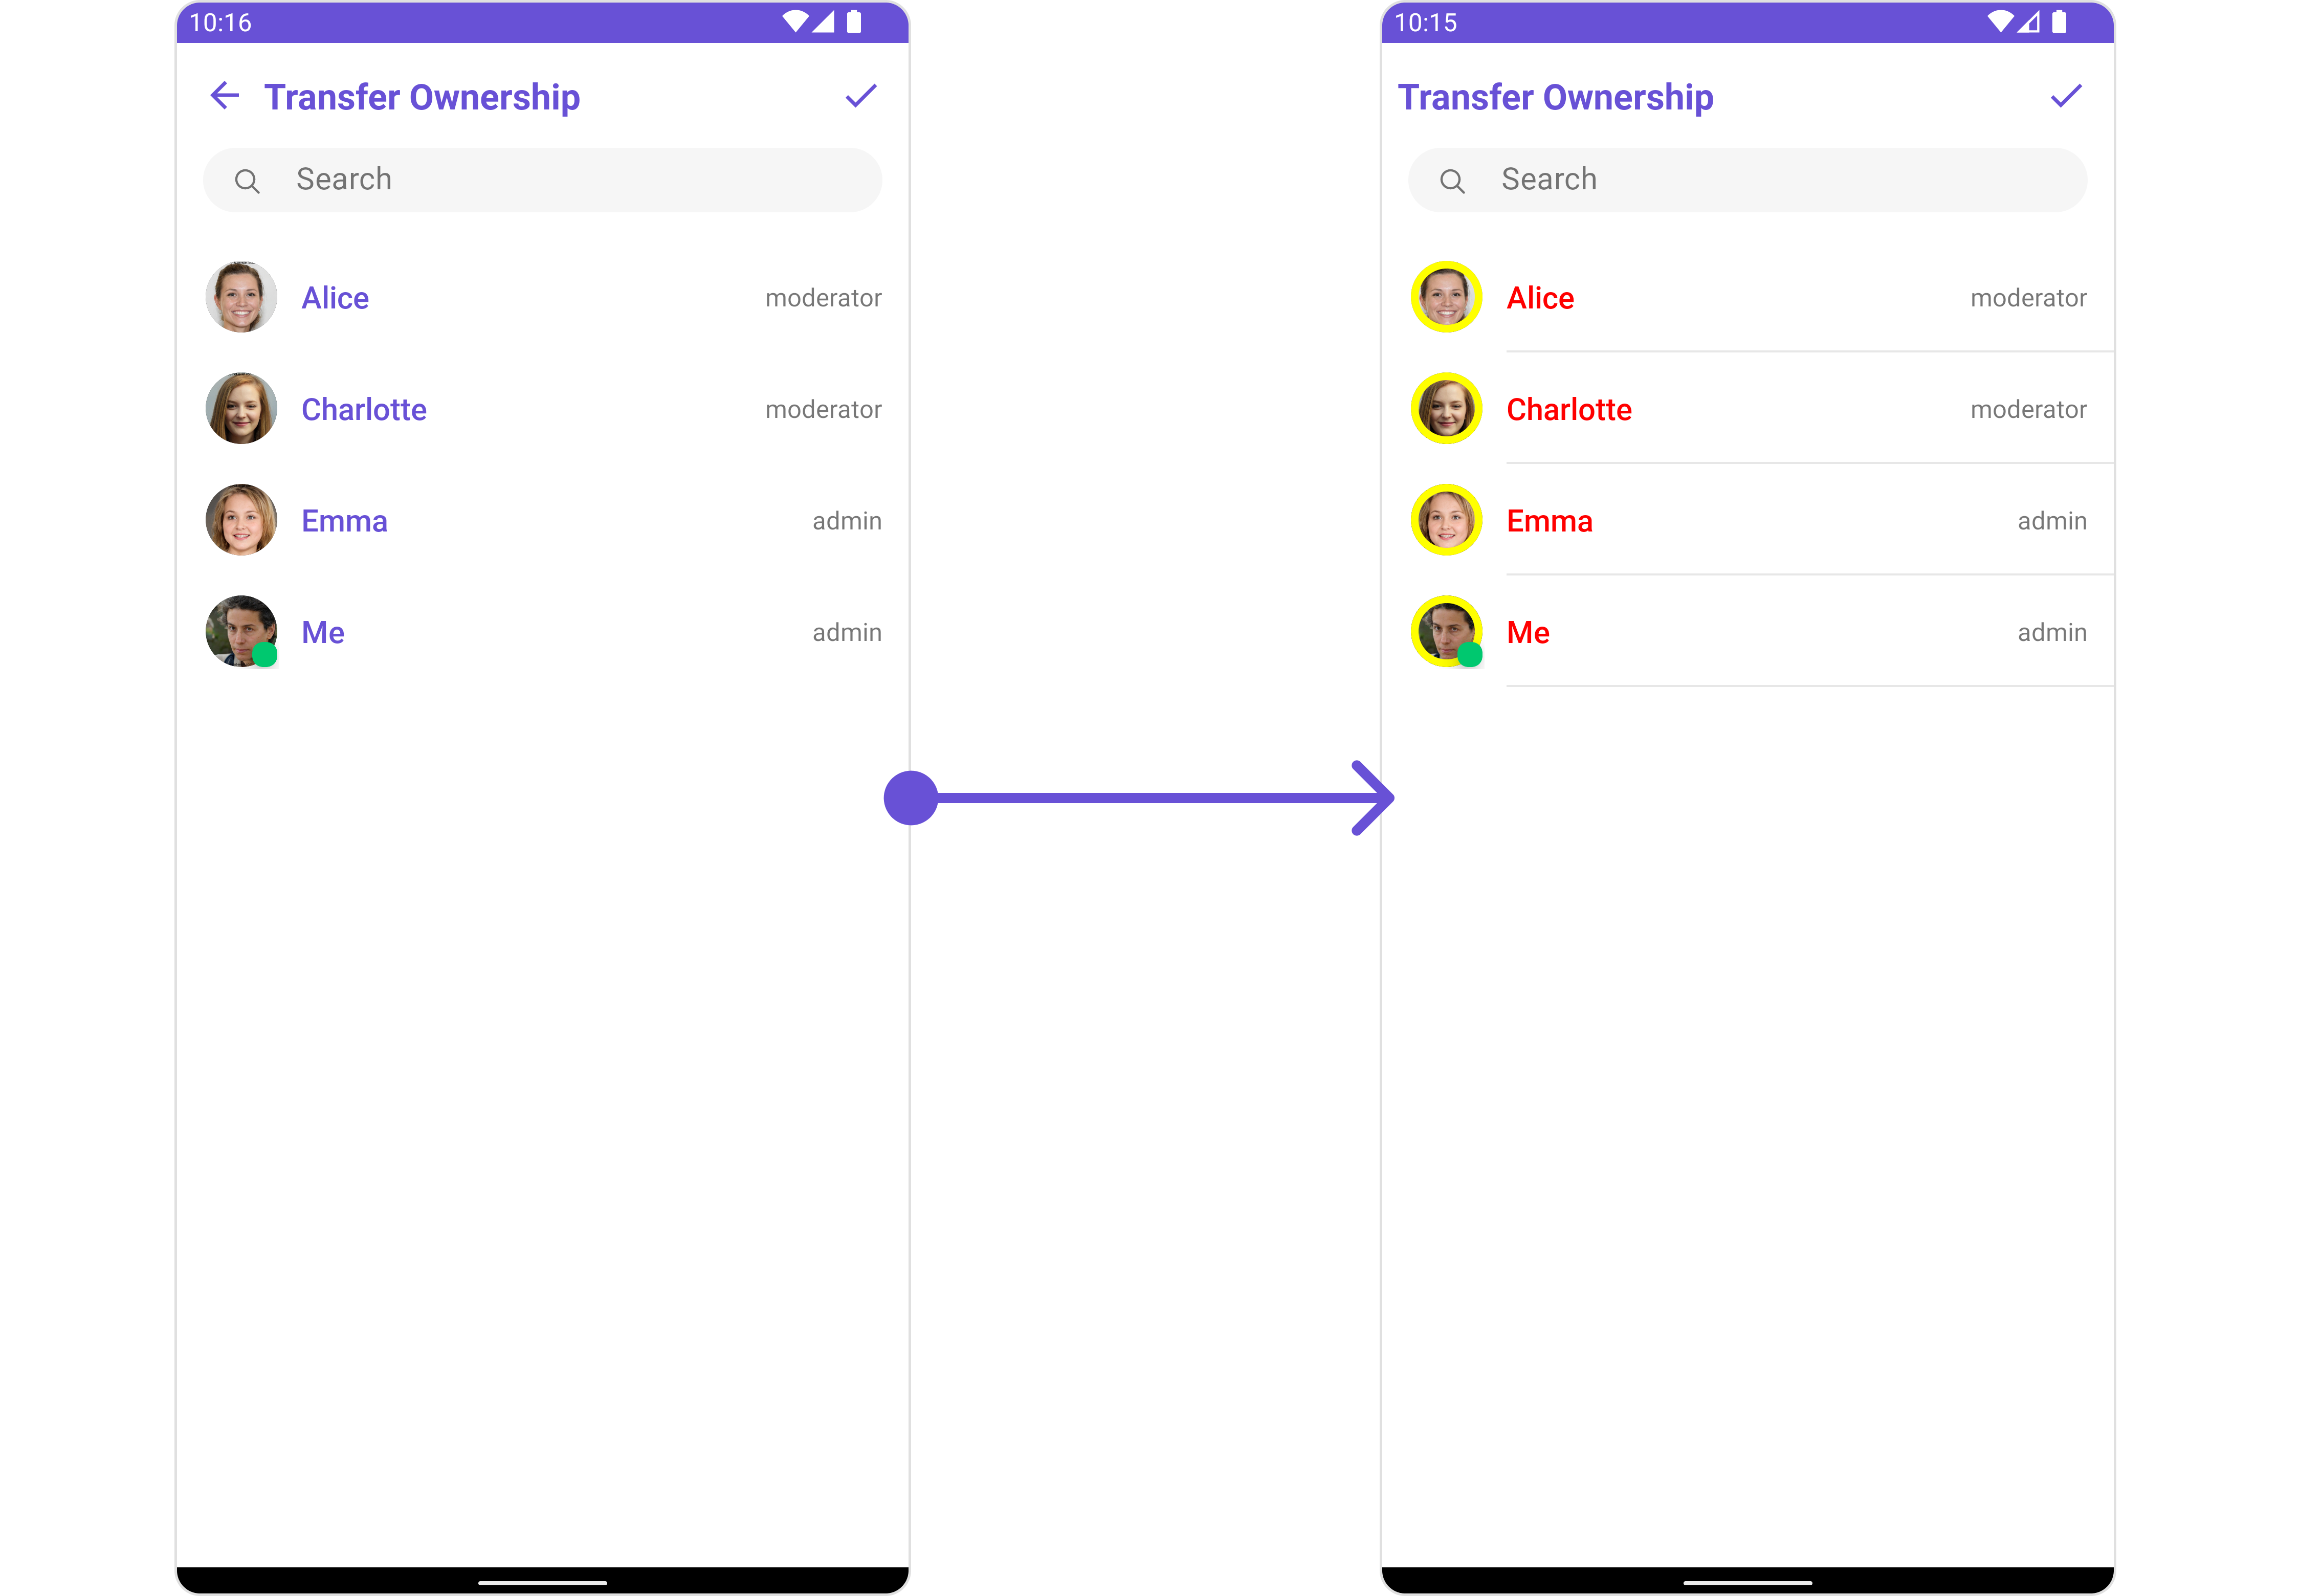 10:16
Transfer Ownership
Search
Alice moderator
Charlotte moderator
Emma admin
Me admin
10:15
Transfer Ownership
Search
Alice moderator
Charlotte moderator
Emma admin
Me admin